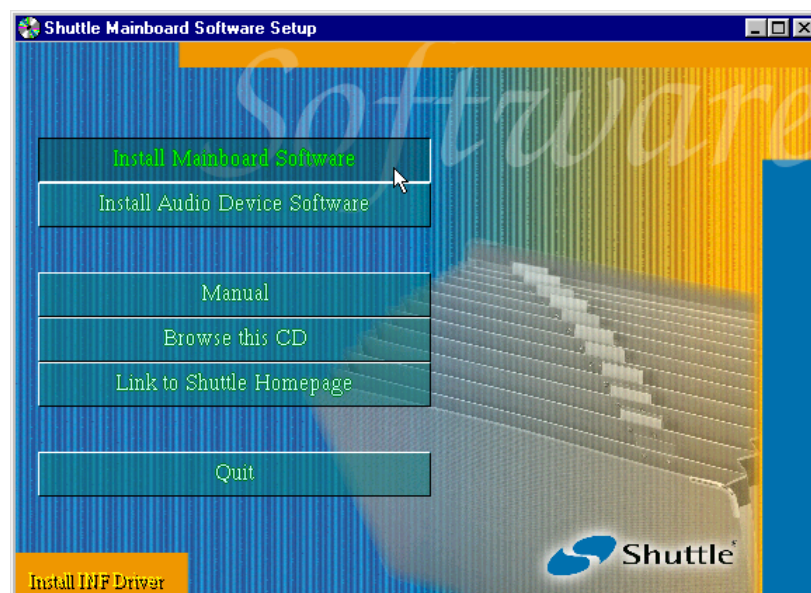 Shuttle Mainboard Software Setup
Software
Install Mainboard Software
Install Audio Device Software
Manual
Browse this CD
Link to Shuttle Homepage
Quit
Shuttle
Install INF Driver